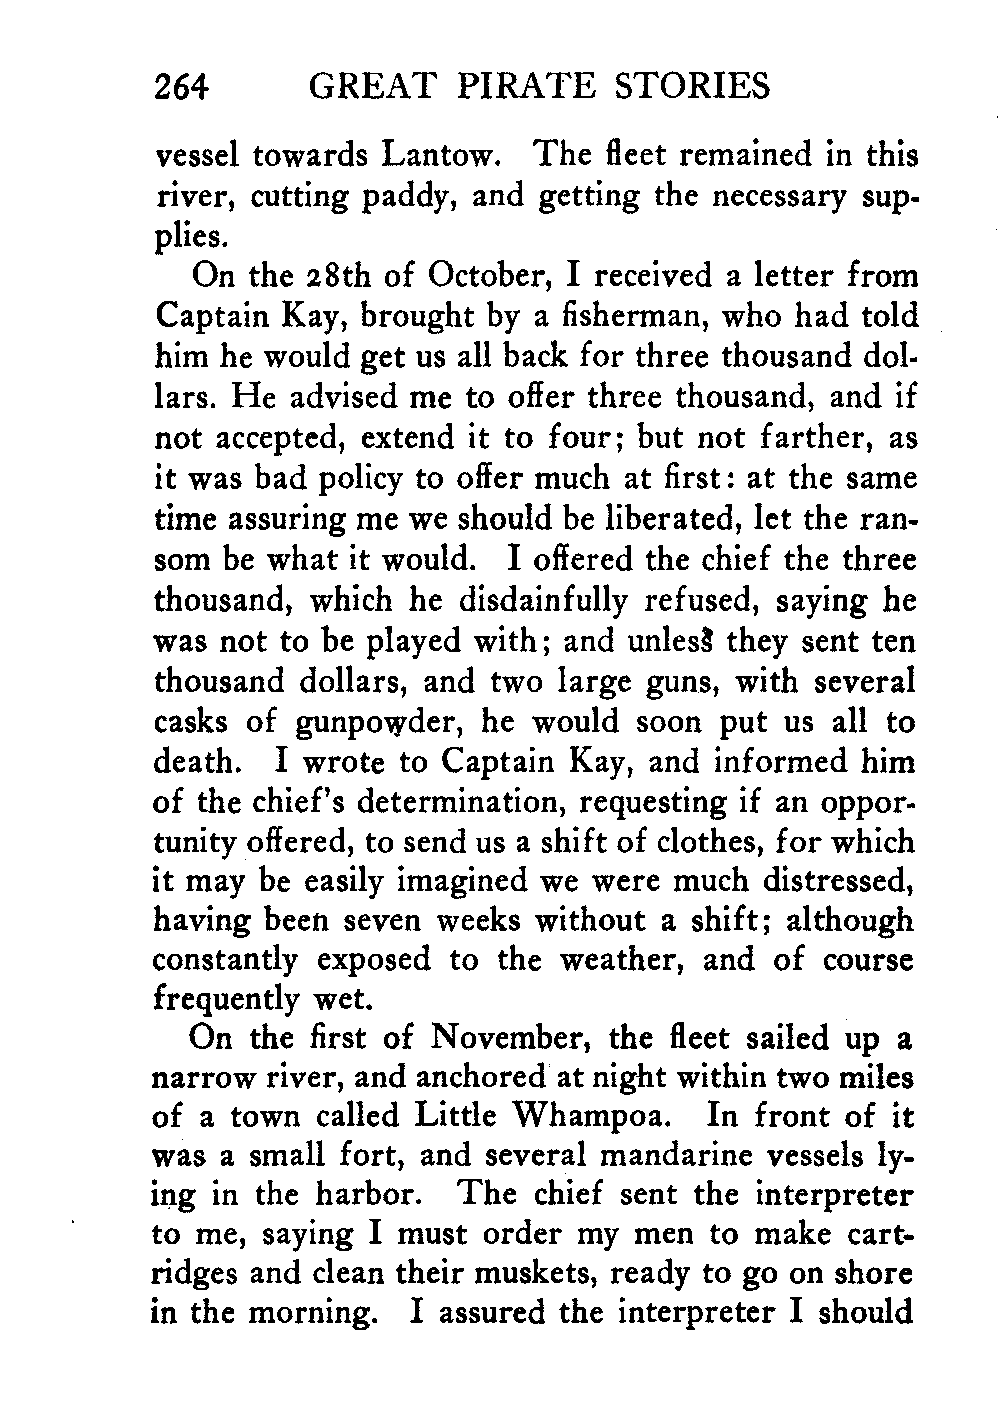 264 GREAT PIRATE STORIES
vessel towards Lantow. The fleet remained in this
river, cutting paddy, and getting the necessary sup-
plies.
On the 28th of October, I received a letter from
Captain Kay, brought by a fisherman, who had told
him he would get us all back for three thousand dol-
lars. He advised me to offer three thousand, and if
not accepted, extend it to four; but not farther, as
it was bad policy to offer much at first: at the same
time assuring me we should be liberated, let the ran-
som be what it would. I offered the chief the three
thousand, which he disdainfully refused, saying he
was not to be played with; and unless they sent ten
thousand dollars, and two large guns, with several
casks of gunpowder, he would soon put us all to
death. I wrote to Captain Kay, and informed him
of the chief's determination, requesting if an oppor-
tunity offered, to send us a shift of clothes, for which
it may be easily imagined we were much distressed,
having been seven weeks without a shift; although
constantly exposed to the weather, and of course
frequently wet.
On the first of November, the fleet sailed up a
narrow river, and anchored at night within two miles
of a town called Little Whampoa. In front of it
was a small fort, and several mandarine vessels ly-
ing in the harbor. The chief sent the interpreter
to me, saying I must order my men to make cart-
ridges and clean their muskets, ready to go on shore
in the morning. I assured the interpreter I should